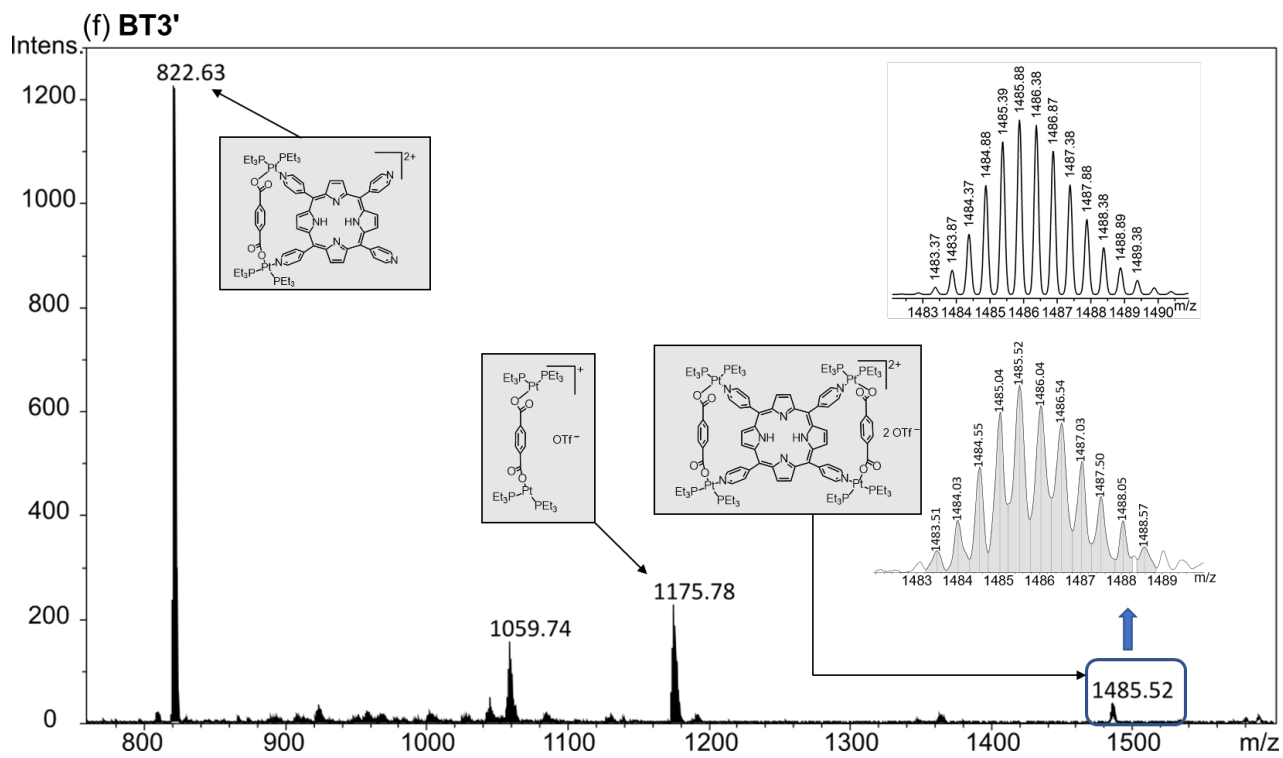 (f) BT3'
Intens.
1200
1000
800
600
400
200
0
800
900
1000
1100
1200
1300
1400
1500
m/z
822.63
1059.74
1175.78
1485.52
Et₃P
PEt₃
Pt
O
O
N
N
2+
N
NH
HN
N
O
O
Pt
N
N
Et₃P
PEt₃
Et₃P
PEt₃
Pt
+
O
O
OTf⁻
O
O
Pt
Et₃P
PEt₃
Et₃P
PEt₃
Pt
O
O
N
N
NH
HN
N
N
Et₃P
PEt₃
Pt
N
O
O
2+
2 OTf⁻
O
O
Pt
N
Et₃P
PEt₃
O
O
Pt
N
Et₃P
PEt₃
1483.37
1483.87
1484.37
1484.88
1485.39
1485.88
1486.38
1486.87
1487.38
1487.88
1488.38
1488.89
1489.38
1483 1484 1485 1486 1487 1488 1489 1490 m/z
1483.51
1484.03
1484.55
1485.04
1485.52
1486.04
1486.54
1487.03
1487.50
1488.05
1488.57
1483 1484 1485 1486 1487 1488 1489 m/z